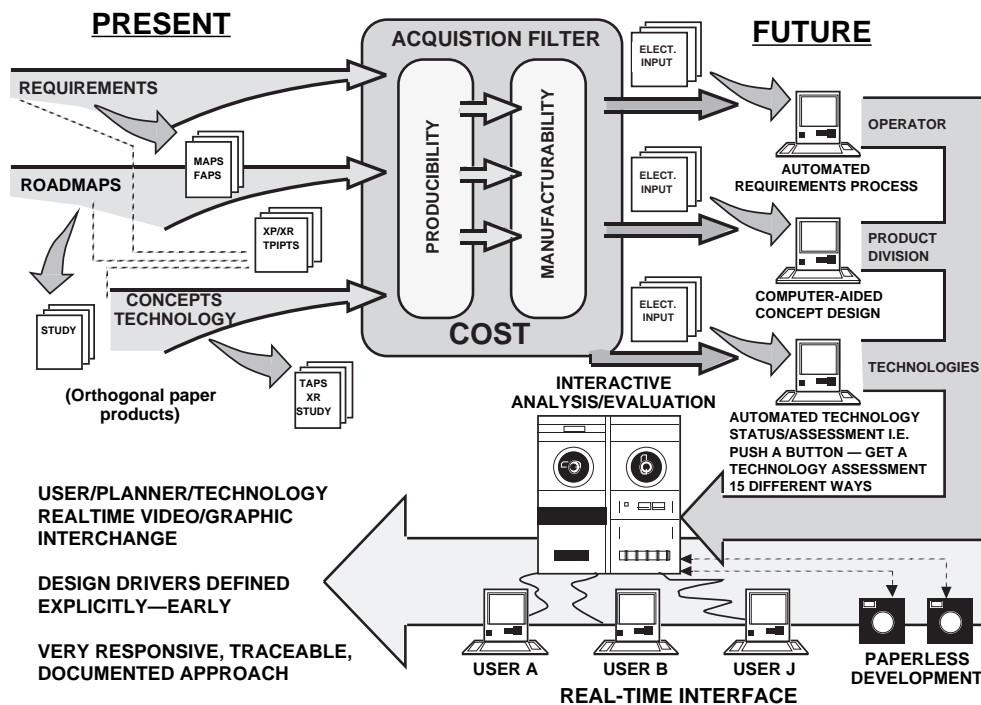 PRESENT
REQUIREMENTS
MAPS
FAPS
ROADMAPS
XP/XR
TPIPTS
STUDY
CONCEPTS
TECHNOLOGY
TAPS
XR
STUDY
(Orthogonal paper
products)
ACQUISTION FILTER
PRODUCIBILITY
MANUFACTURABILITY
COST
FUTURE
ELECT.
INPUT
OPERATOR
AUTOMATED
REQUIREMENTS PROCESS
ELECT.
INPUT
PRODUCT
DIVISION
COMPUTER-AIDED
CONCEPT DESIGN
ELECT.
INPUT
TECHNOLOGIES
AUTOMATED TECHNOLOGY
STATUS/ASSESSMENT I.E.
PUSH A BUTTON — GET A
TECHNOLOGY ASSESSMENT
15 DIFFERENT WAYS
INTERACTIVE
ANALYSIS/EVALUATION
USER/PLANNER/TECHNOLOGY
REALTIME VIDEO/GRAPHIC
INTERCHANGE
DESIGN DRIVERS DEFINED
EXPLICITLY—EARLY
VERY RESPONSIVE, TRACEABLE,
DOCUMENTED APPROACH
USER A
USER B
USER J
REAL-TIME INTERFACE
PAPERLESS
DEVELOPMENT